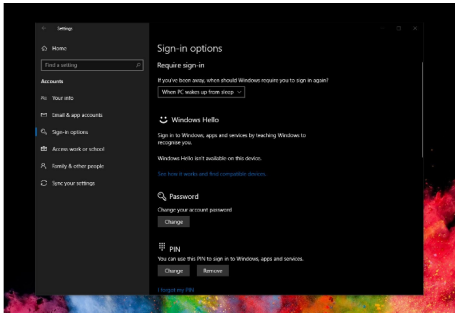 Settings
Home
Find a setting
Accounts
Your info
Email & app accounts
Sign-in options
Access work or school
Family & other people
Sync your settings
Sign-in options
Require sign-in
If you've been away, when should Windows require you to sign in again?
When PC wakes up from sleep
Windows Hello
Sign in to Windows, apps and services by teaching Windows to
recognise you.
Windows Hello isn't available on this device.
See how it works and find compatible devices.
Password
Change your account password
Change
PIN
You can use this PIN to sign in to Windows, apps and services.
Change Remove
I forgot my PIN